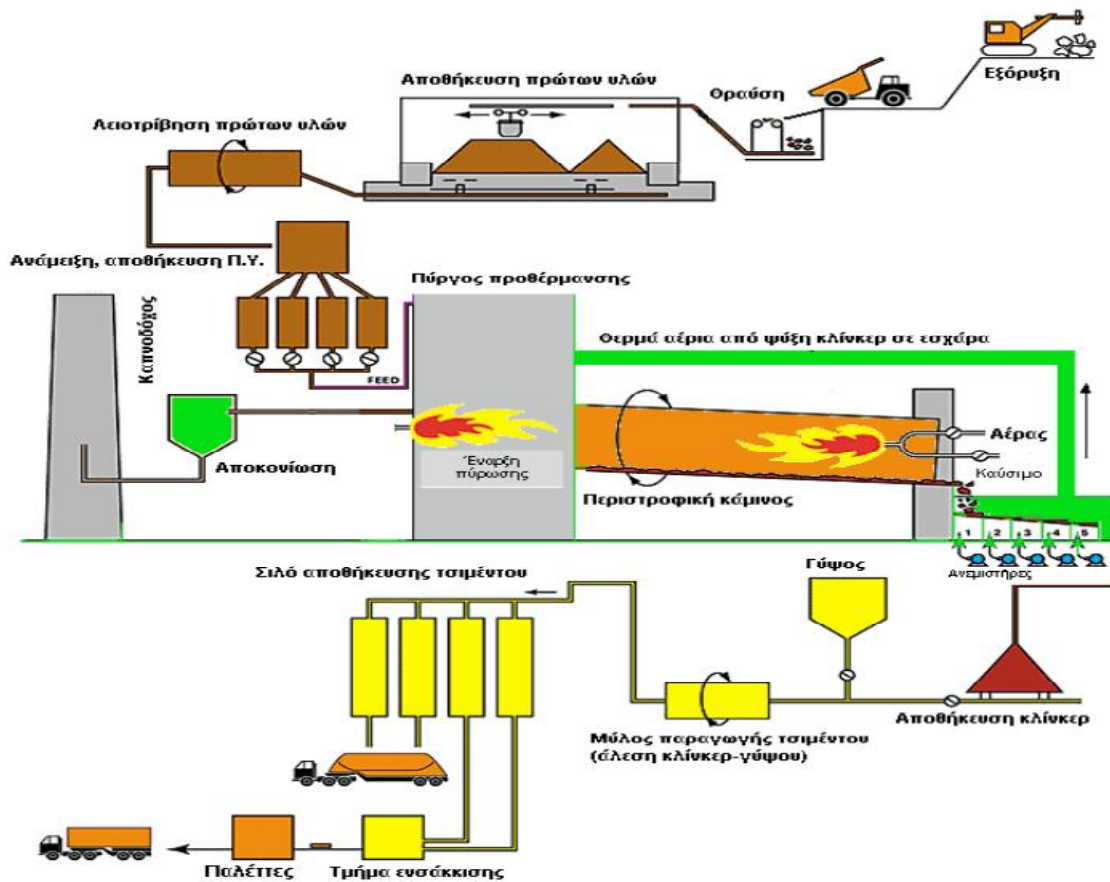 Εξόρυξη
Θραύση
Αποθήκευση πρώτων υλών
Λειοτρίβηση πρώτων υλών
Ανάμειξη, αποθήκευση Π.Υ.
Πύργος προθέρμανσης
Καπνοδόχος
FEED
Θερμά αέρια από ψύξη κλίνκερ σε εσχάρα
Αέρας
Καύσιμο
Αποκονίωση
Έναρξη
πύρωσης
Περιστροφική κάμινος
1 2 3 4 5
Ανεμιστήρες
Σιλό αποθήκευσης τσιμέντου
Γύψος
Αποθήκευση κλίνκερ
Μύλος παραγωγής τσιμέντου
(άλεση κλίνκερ-γύψου)
Παλέττες
Τμήμα ενσάκκισης